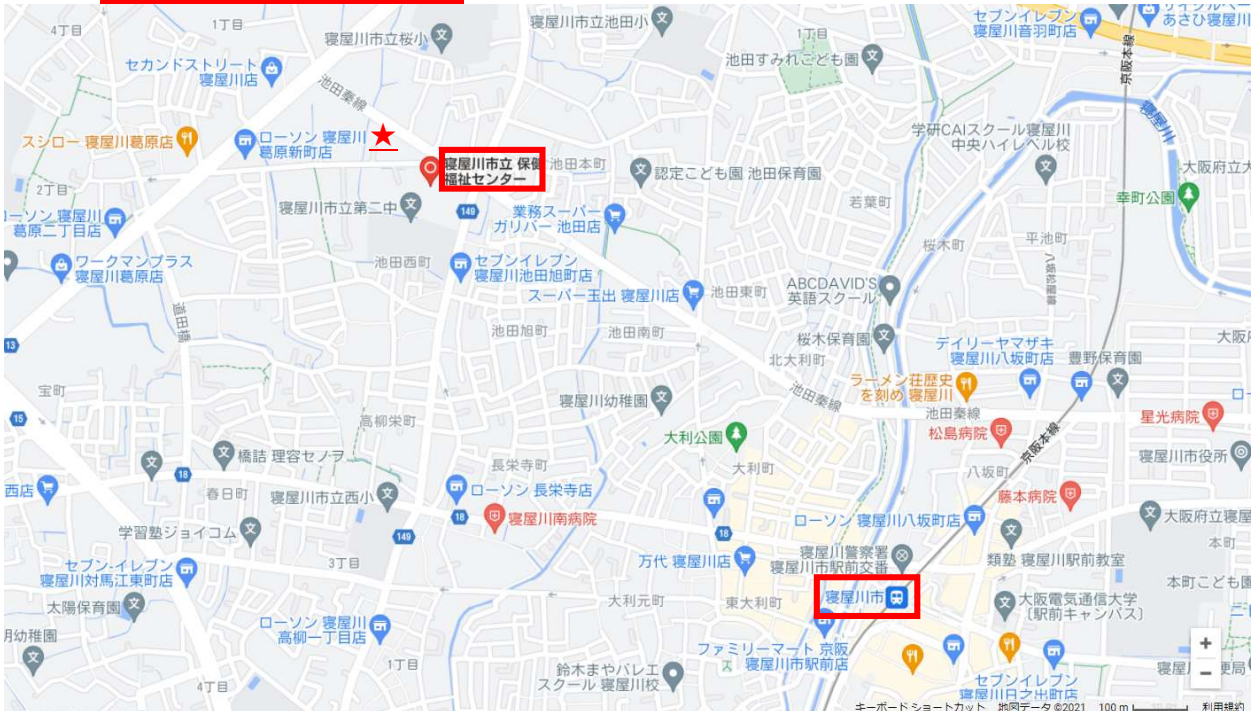 4丁目
1丁目
寝屋川市立桜小
寝屋川市立池田小
セブンイレブン
寝屋川音羽町店
あさひ寝屋川
1丁目
池田すみれこども園
京阪本線
セカンドストリート
寝屋川店
池田秦線
寝屋川
スシロー 寝屋川葛原店
ローソン 寝屋川
葛原新町店
★
学研CAIスクール寝屋川
中央ハイレベル校
寝屋川市立 保健
福祉センター
池田本町
認定こども園 池田保育園
大阪府立大
2丁目
幸町公園
寝屋川市立第二中
149
業務スーパー
ガリバー 池田店
若葉町
ローソン 寝屋川
葛原二丁目店
桜木町
平池町
ワークマンプラス
寝屋川葛原店
池田西町
セブンイレブン
寝屋川池田旭町店
八坂松屋線
スーパー玉出 寝屋川店
池田東町
ABCDAVID'S
英語スクール
道田橋
池田旭町
池田南町
桜木保育園
デイリーヤマザキ
寝屋川八坂町店
豊野保育園
大阪
13
北大利町
宝町
ラーメン荘歴史
を刻め 寝屋川
池田秦線
寝屋川幼稚園
池田秦線
15
高柳栄町
大利公園
松島病院
星光病院
京阪本線
橋詰 理容セノヲ
長栄寺町
大利町
八坂町
寝屋川市役所
18
西店
春日町
寝屋川市立西小
ローソン 長栄寺店
藤本病院
18
寝屋川南病院
ローソン 寝屋川八坂町店
大阪府立寝屋
学習塾ジョイコム
149
18
本町
3丁目
万代 寝屋川店
寝屋川警察署
寝屋川市駅前交番
類塾 寝屋川駅前教室
セブン-イレブン
寝屋川対馬江東町店
本町こども園
太陽保育園
大利元町
東大利町
寝屋川市
大阪電気通信大学
〔駅前キャンパス〕
ローソン 寝屋川
高柳一丁目店
幼稚園
ファミリーマート 京阪
寝屋川市駅前店
+
1丁目
鈴木まやバレエ
スクール 寝屋川校
−
4丁目
セブンイレブン
寝屋川日之出町店
キーボード ショートカット 地図データ ©2021 100 m 利用規約